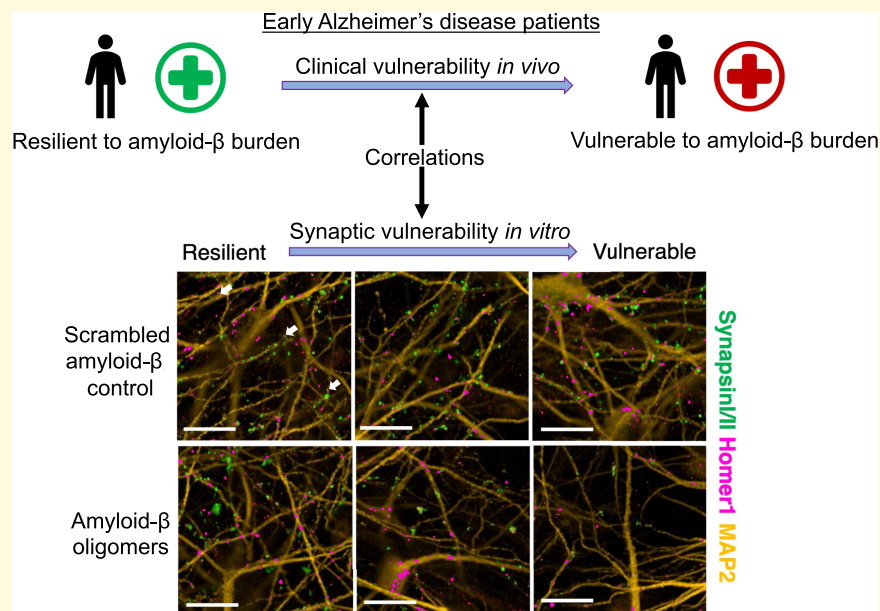 Early Alzheimer's disease patients
Clinical vulnerability in vivo
Resilient to amyloid-β burden
Vulnerable to amyloid-β burden
Correlations
Synaptic vulnerability in vitro
Resilient
Vulnerable
Scrambled
amyloid-β
control
Amyloid-β
oligomers
SynapsinI/II Homer1 MAP2